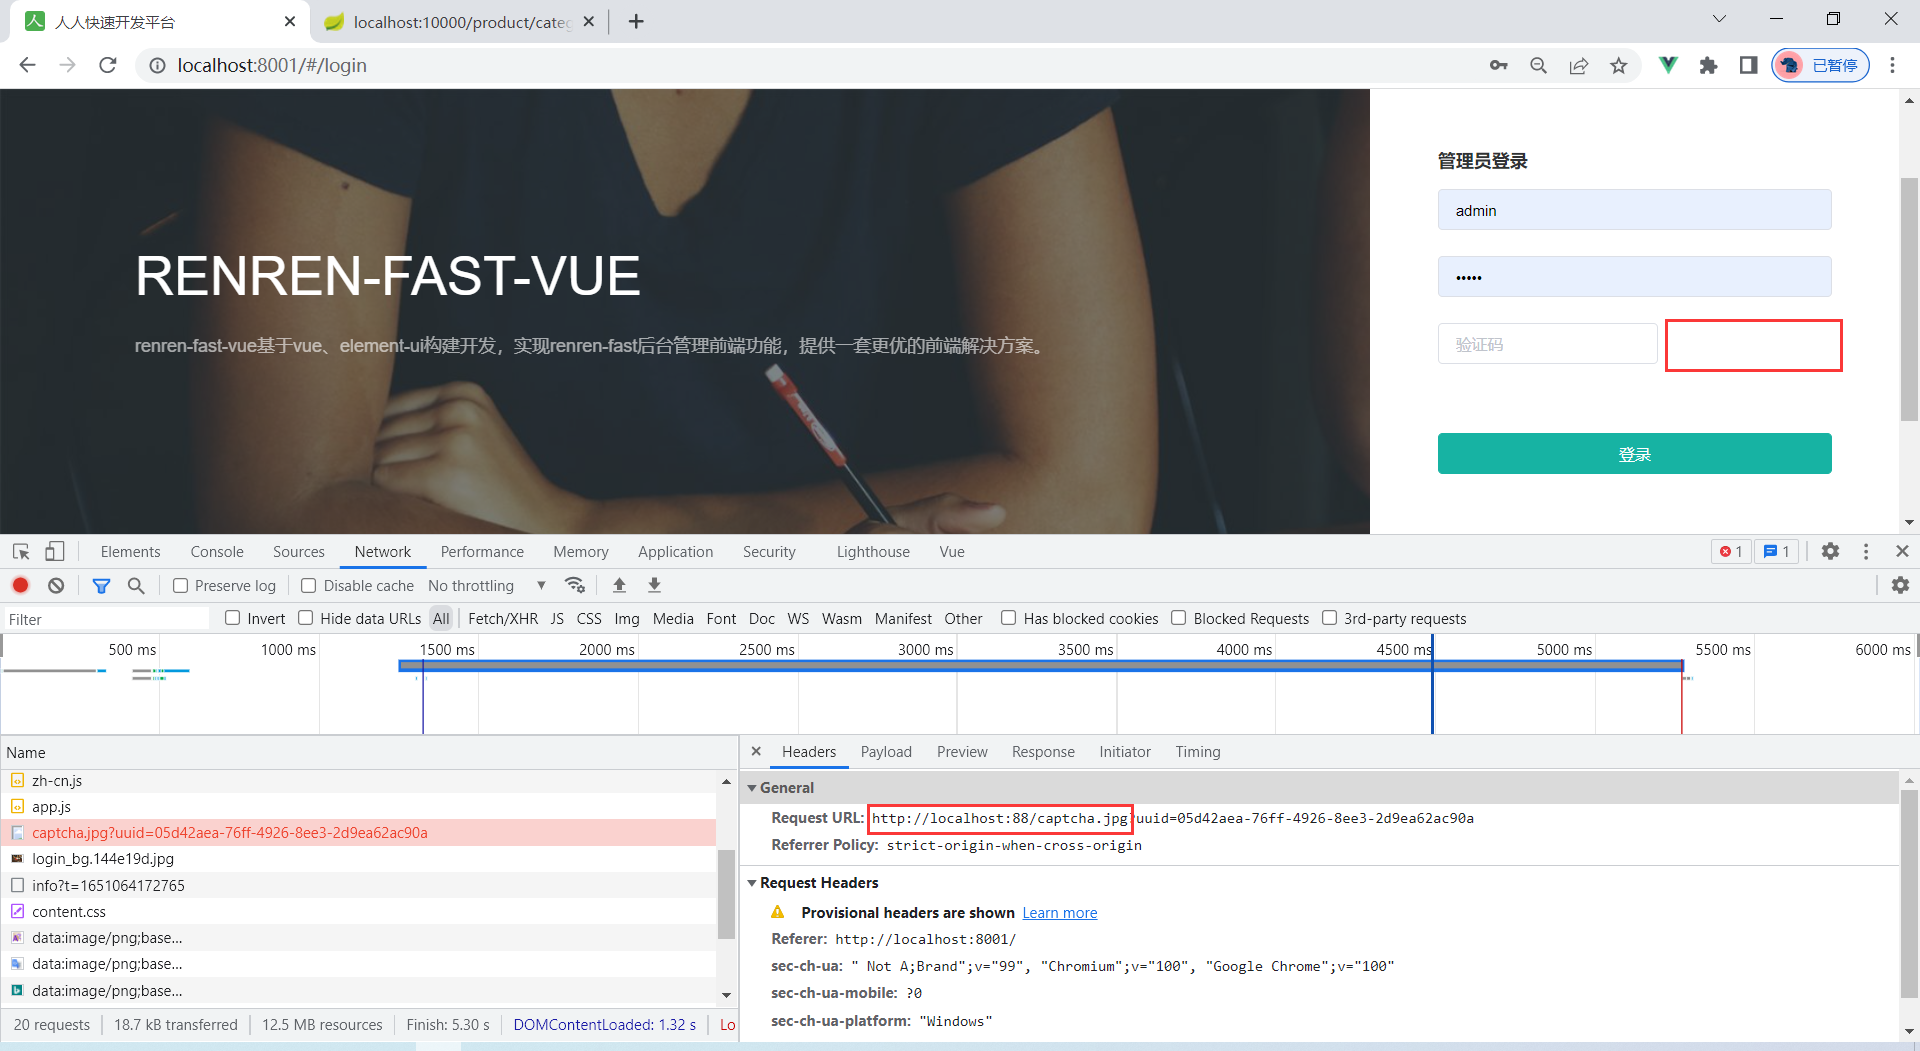 人人快速开发平台
localhost:10000/product/categ
localhost:8001/#/login
已暂停
RENREN-FAST-VUE
renren-fast-vue基于vue、element-ui构建开发，实现renren-fast后台管理前端功能，提供一套更优的前端解决方案。
管理员登录
admin
•••••
验证码
登录
Elements Console Sources Network Performance Memory Application Security Lighthouse Vue 1 1
Preserve log Disable cache No throttling
Filter Invert Hide data URLs All Fetch/XHR JS CSS Img Media Font Doc WS Wasm Manifest Other Has blocked cookies Blocked Requests 3rd-party requests
500 ms 1000 ms 1500 ms 2000 ms 2500 ms 3000 ms 3500 ms 4000 ms 4500 ms 5000 ms 5500 ms 6000 ms
Name
zh-cn.js
app.js
captcha.jpg?uuid=05d42aea-76ff-4926-8ee3-2d9ea62ac90a
login_bg.144e19d.jpg
info?t=1651064172765
content.css
data:image/png;base...
data:image/png;base...
data:image/png;base...
20 requests 18.7 kB transferred 12.5 MB resources Finish: 5.30 s DOMContentLoaded: 1.32 s Lo
Headers Payload Preview Response Initiator Timing
General
Request URL: http://localhost:88/captcha.jpg?uuid=05d42aea-76ff-4926-8ee3-2d9ea62ac90a
Referrer Policy: strict-origin-when-cross-origin
Request Headers
Provisional headers are shown Learn more
Referer: http://localhost:8001/
sec-ch-ua: " Not A;Brand";v="99", "Chromium";v="100", "Google Chrome";v="100"
sec-ch-ua-mobile: ?0
sec-ch-ua-platform: "Windows"